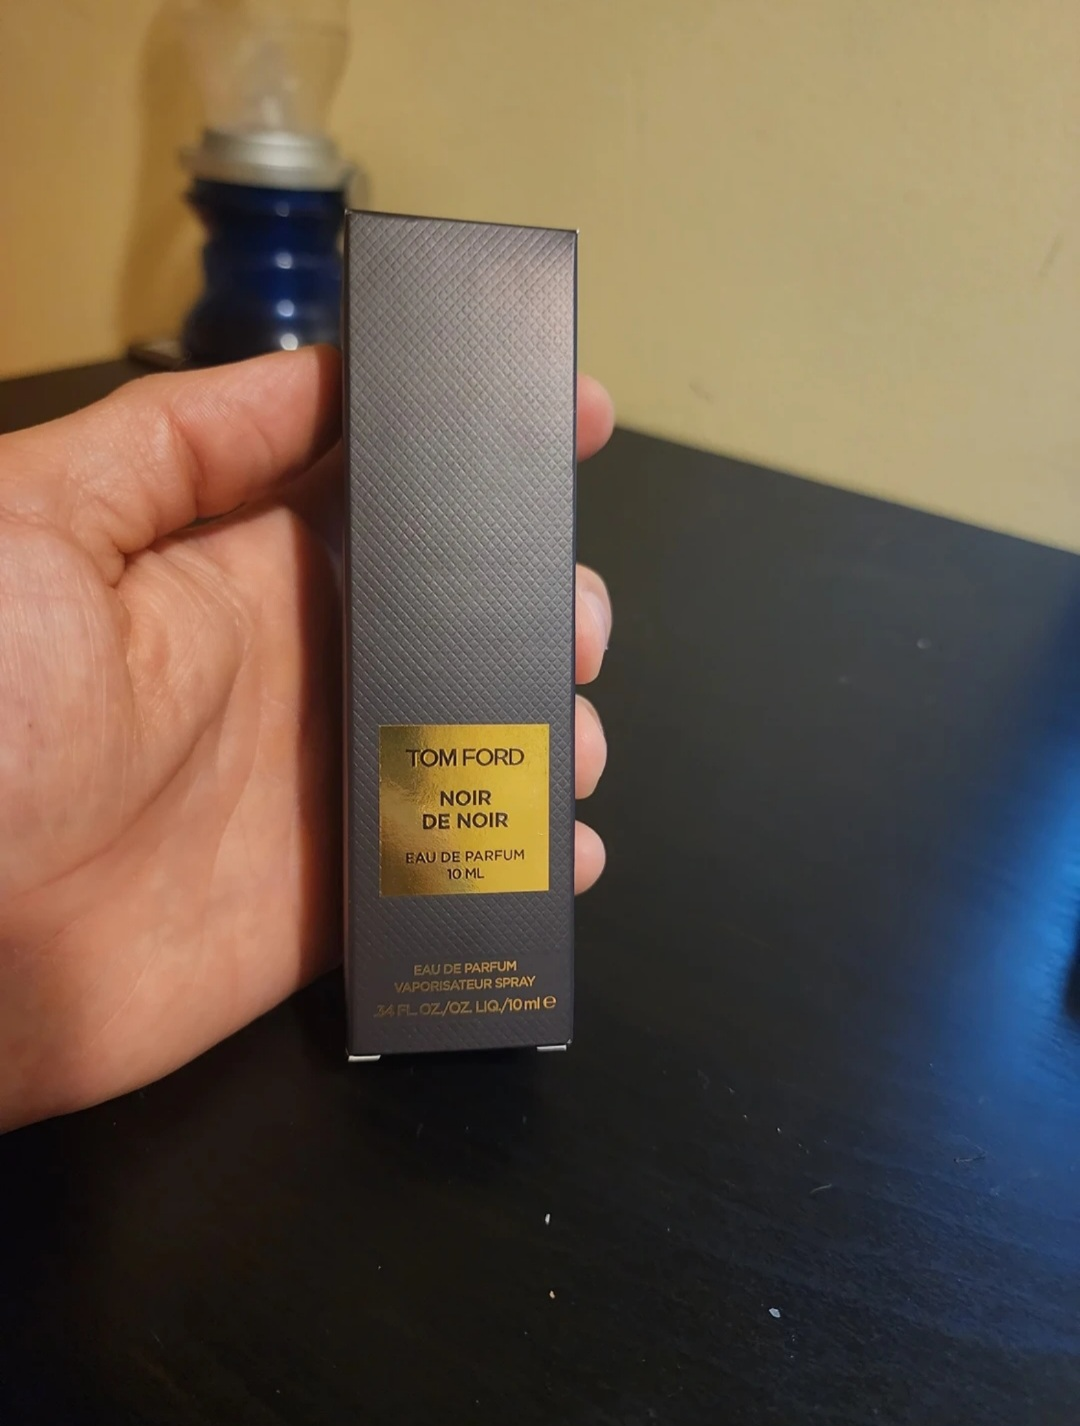 TOM FORD
NOIR
DE NOIR
EAU DE PARFUM
10 ML
EAU DE PARFUM
VAPORISATEUR SPRAY
.34 FL. OZ./OZ. LIQ./10 ml ℮